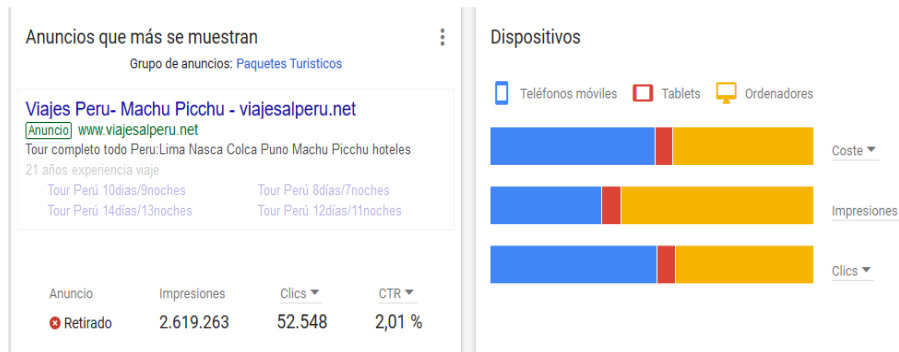 Anuncios que más se muestran
Grupo de anuncios: Paquetes Turisticos
Viajes Peru- Machu Picchu - viajesalperu.net
Anuncio www.viajesalperu.net
Tour completo todo Peru:Lima Nasca Colca Puno Machu Picchu hoteles
21 años experiencia viaje
Tour Perú 10dias/9noches Tour Perú 8días/7noches
Tour Perú 14dias/13noches Tour Perú 12días/11noches
Anuncio Impresiones Clics CTR
Retirado 2.619.263 52.548 2,01 %
Dispositivos
Teléfonos móviles Tablets Ordenadores
Coste
Impresiones
Clics